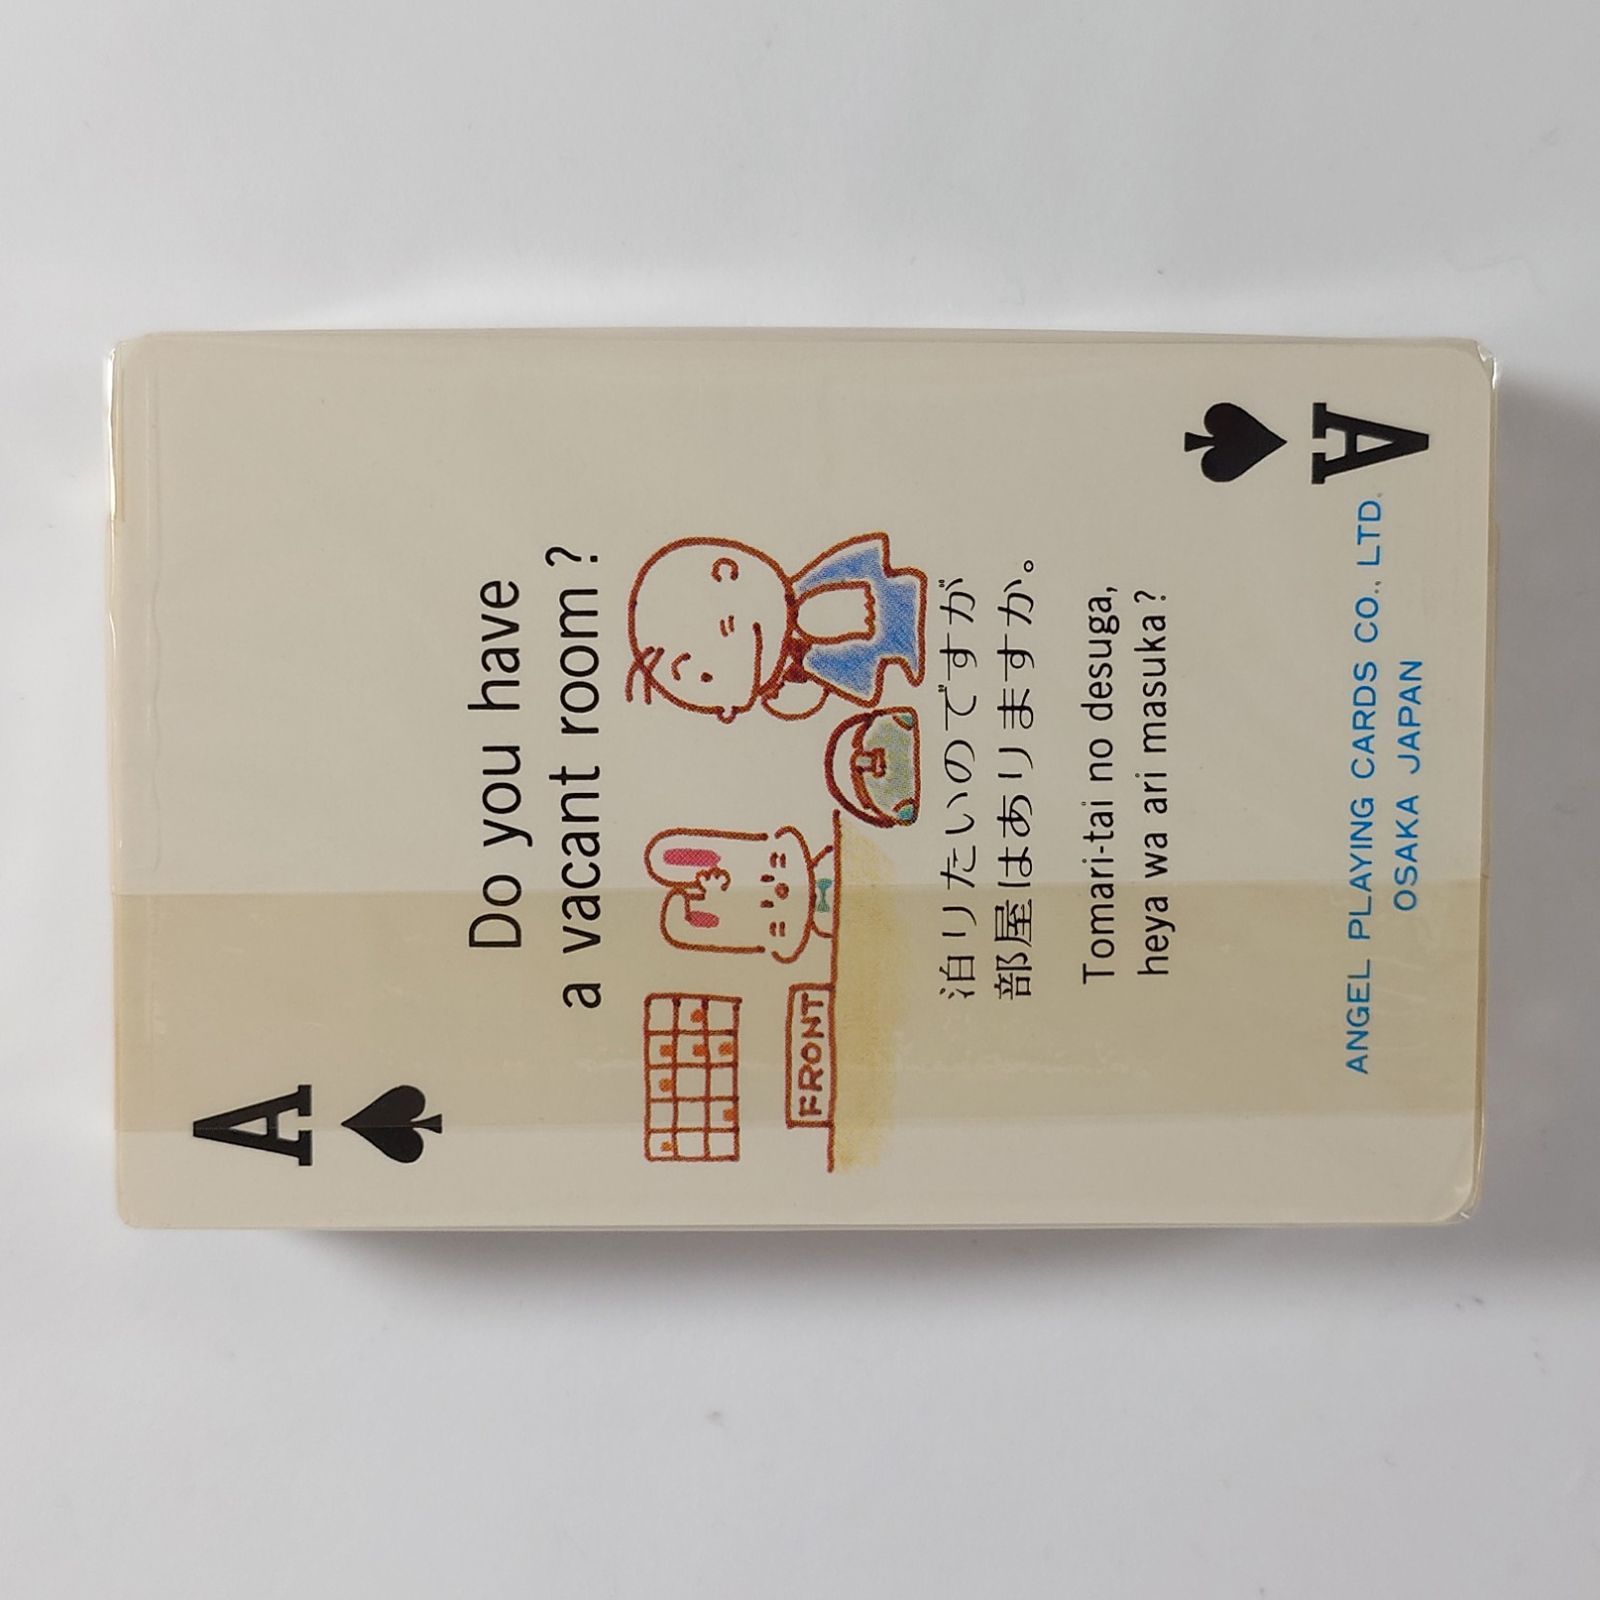 A
Do you have
a vacant room?
FRONT
泊りたいのですが
部屋はありますか。
Tomari-tai no desuga,
heya wa ari masuka?
ANGEL PLAYING CARDS CO., LTD.
OSAKA JAPAN
A